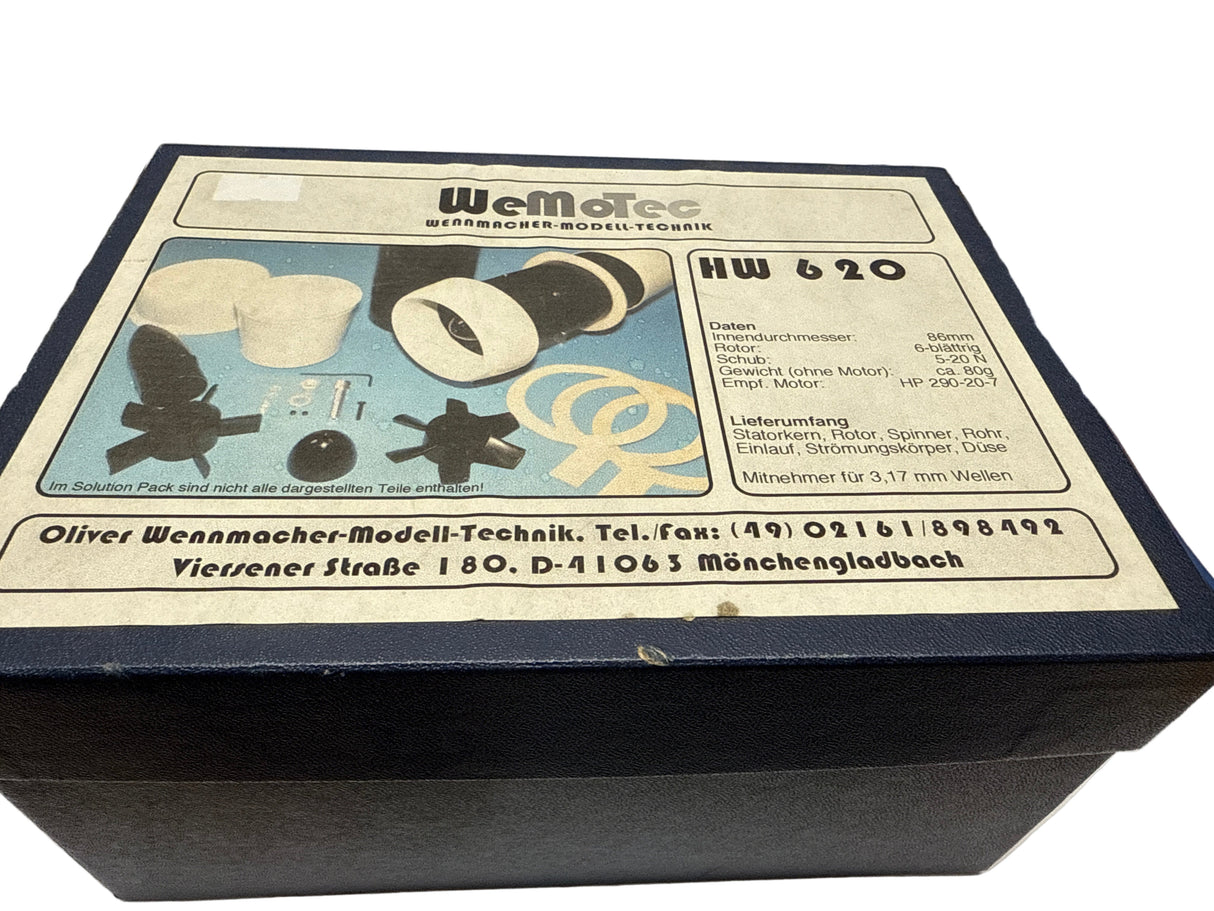 WeMoTec
WENNMACHER-MODELL-TECHNIK
HW 620
Daten
Innendurchmesser: 86mm
Rotor: 6-blättrig
Schub: 5-20 N
Gewicht (ohne Motor): ca. 80g
Empf. Motor: HP 290-20-7
Lieferumfang
Statorkern, Rotor, Spinner, Rohr,
Einlauf, Strömungskörper, Düse
Mitnehmer für 3,17 mm Wellen
Im Solution Pack sind nicht alle dargestellten Teile enthalten!
Oliver Wennmacher-Modell-Technik. Tel./Fax: (49) 02161/898492
Viersener Straße 180. D-41063 Mönchengladbach